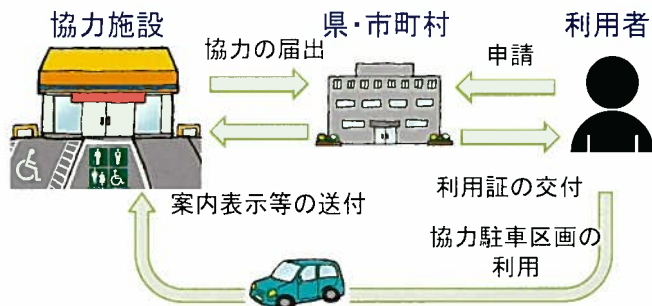 協力施設
県・市町村
利用者
協力の届出
申請
案内表示等の送付
利用証の交付
協力駐車区画の
利用